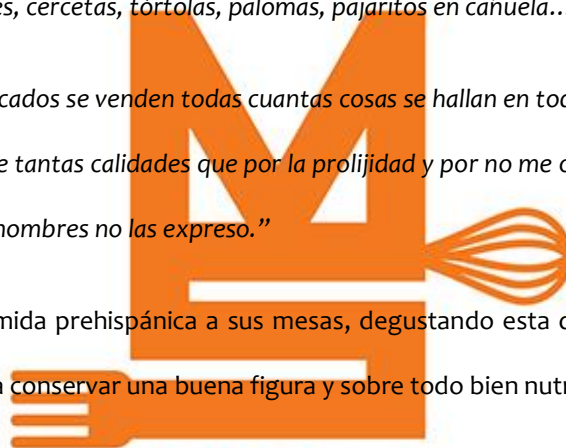 es, cercetas, tórtolas, palomas, pajaritos en cañuela...
cados se venden todas cuantas cosas se hallan en tod
e tantas calidades que por la prolijidad y por no me o
nombres no las expreso.”
mida prehispánica a sus mesas, degustando esta
a conservar una buena figura y sobre todo bien nutr